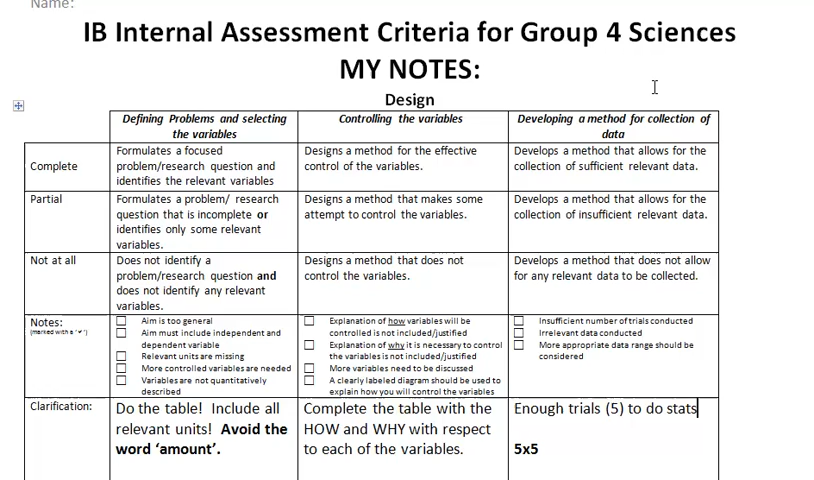 Name:
IB Internal Assessment Criteria for Group 4 Sciences
MY NOTES:
Design
Defining Problems and selecting
the variables
Controlling the variables
Developing a method for collection of
data
Complete
Formulates a focused
problem/research question and
identifies the relevant variables
Designs a method for the effective
control of the variables.
Develops a method that allows for the
collection of sufficient relevant data.
Partial
Formulates a problem/ research
question that is incomplete or
identifies only some relevant
variables.
Designs a method that makes some
attempt to control the variables.
Develops a method that allows for the
collection of insufficient relevant data.
Not at all
Does not identify a
problem/research question and
does not identify any relevant
variables.
Designs a method that does not
control the variables.
Develops a method that does not allow
for any relevant data to be collected.
Notes:
(marked with a '✔')
Aim is too general
Aim must include independent and
dependent variable
Relevant units are missing
More controlled variables are needed
Variables are not quantitatively
described
Explanation of how variables will be
controlled is not included/justified
Explanation of why it is necessary to control
the variables is not included/justified
More variables need to be discussed
A clearly labeled diagram should be used to
explain how you will control the variables
Insufficient number of trials conducted
Irrelevant data conducted
More appropriate data range should be
considered
Clarification:
Do the table! Include all
relevant units! Avoid the
word 'amount'.
Complete the table with the
HOW and WHY with respect
to each of the variables.
Enough trials (5) to do stats
5x5